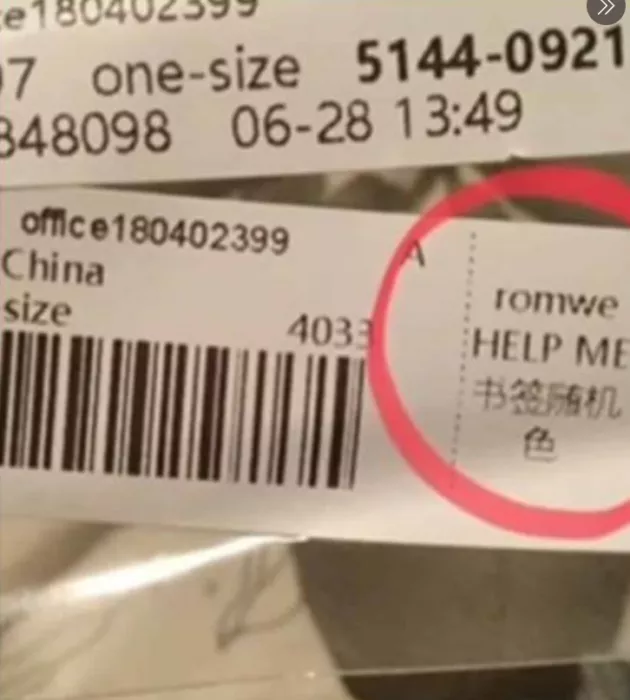 e180402399
07 one-size 5144-0921
848098 06-28 13:49
office180402399
China
size
4033
A
romwe
HELP ME
书签随机
色